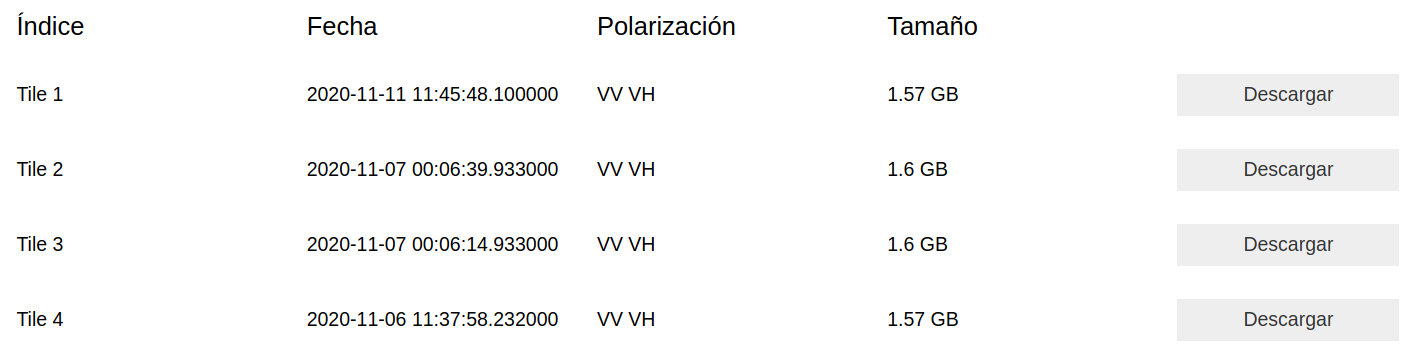 Índice Fecha Polarización Tamaño
Tile 1 2020-11-11 11:45:48.100000 VV VH 1.57 GB Descargar
Tile 2 2020-11-07 00:06:39.933000 VV VH 1.6 GB Descargar
Tile 3 2020-11-07 00:06:14.933000 VV VH 1.6 GB Descargar
Tile 4 2020-11-06 11:37:58.232000 VV VH 1.57 GB Descargar